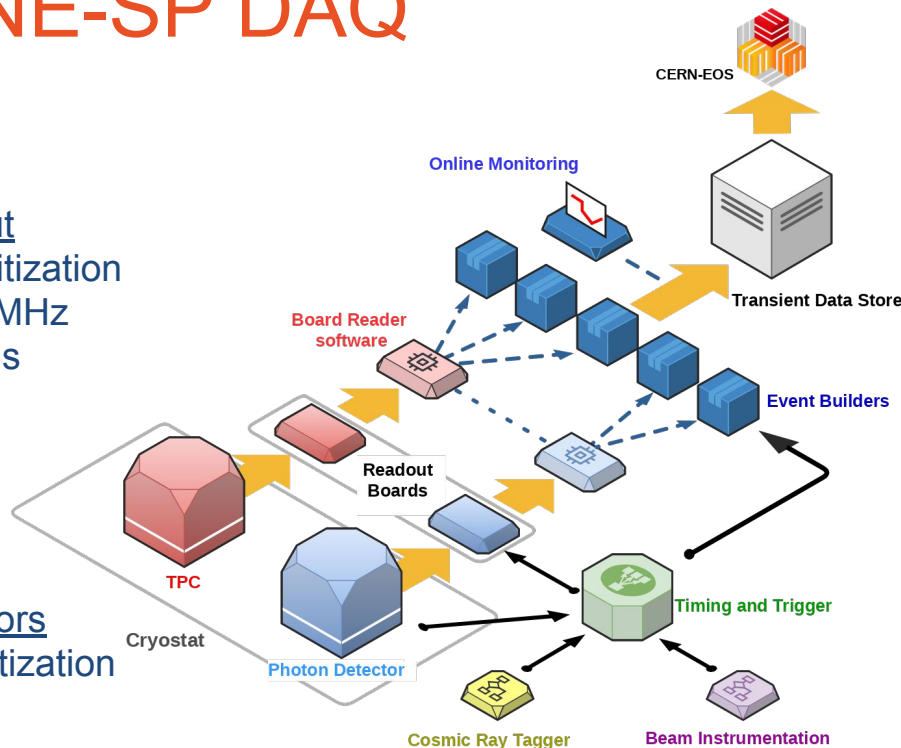 NE-SP DAQ
CERN-EOS
Online Monitoring
Transient Data Store
MHz
Board Reader
software
Event Builders
Readout
Boards
TPC
Timing and Trigger
Cryostat
Photon Detector
Cosmic Ray Tagger
Beam Instrumentation